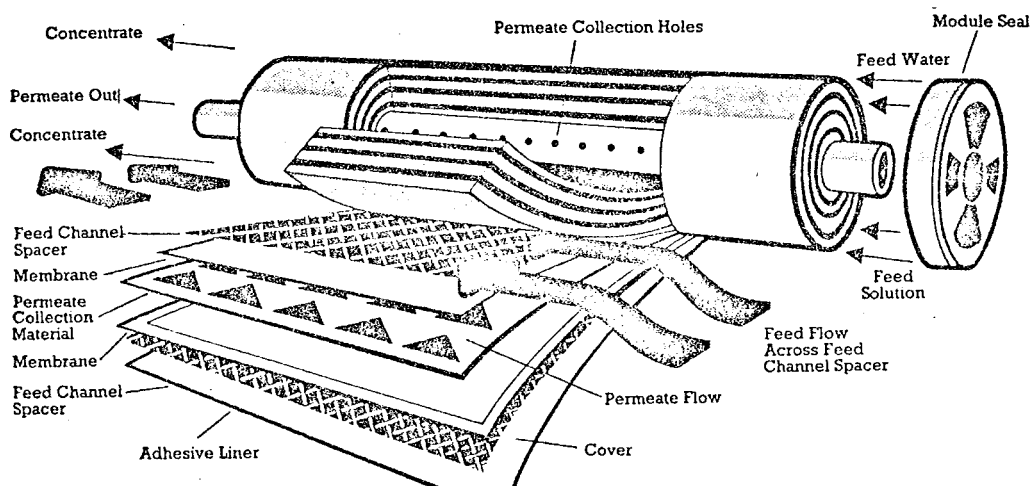 Module Seal
Permeate Collection Holes
Concentrate
Feed Water
Permeate Out
Concentrate
Feed Channel
Spacer
Membrane
Permeate
Collection
Material
Membrane
Feed Channel
Spacer
Adhesive Liner
Feed
Solution
Feed Flow
Across Feed
Channel Spacer
Permeate Flow
Cover